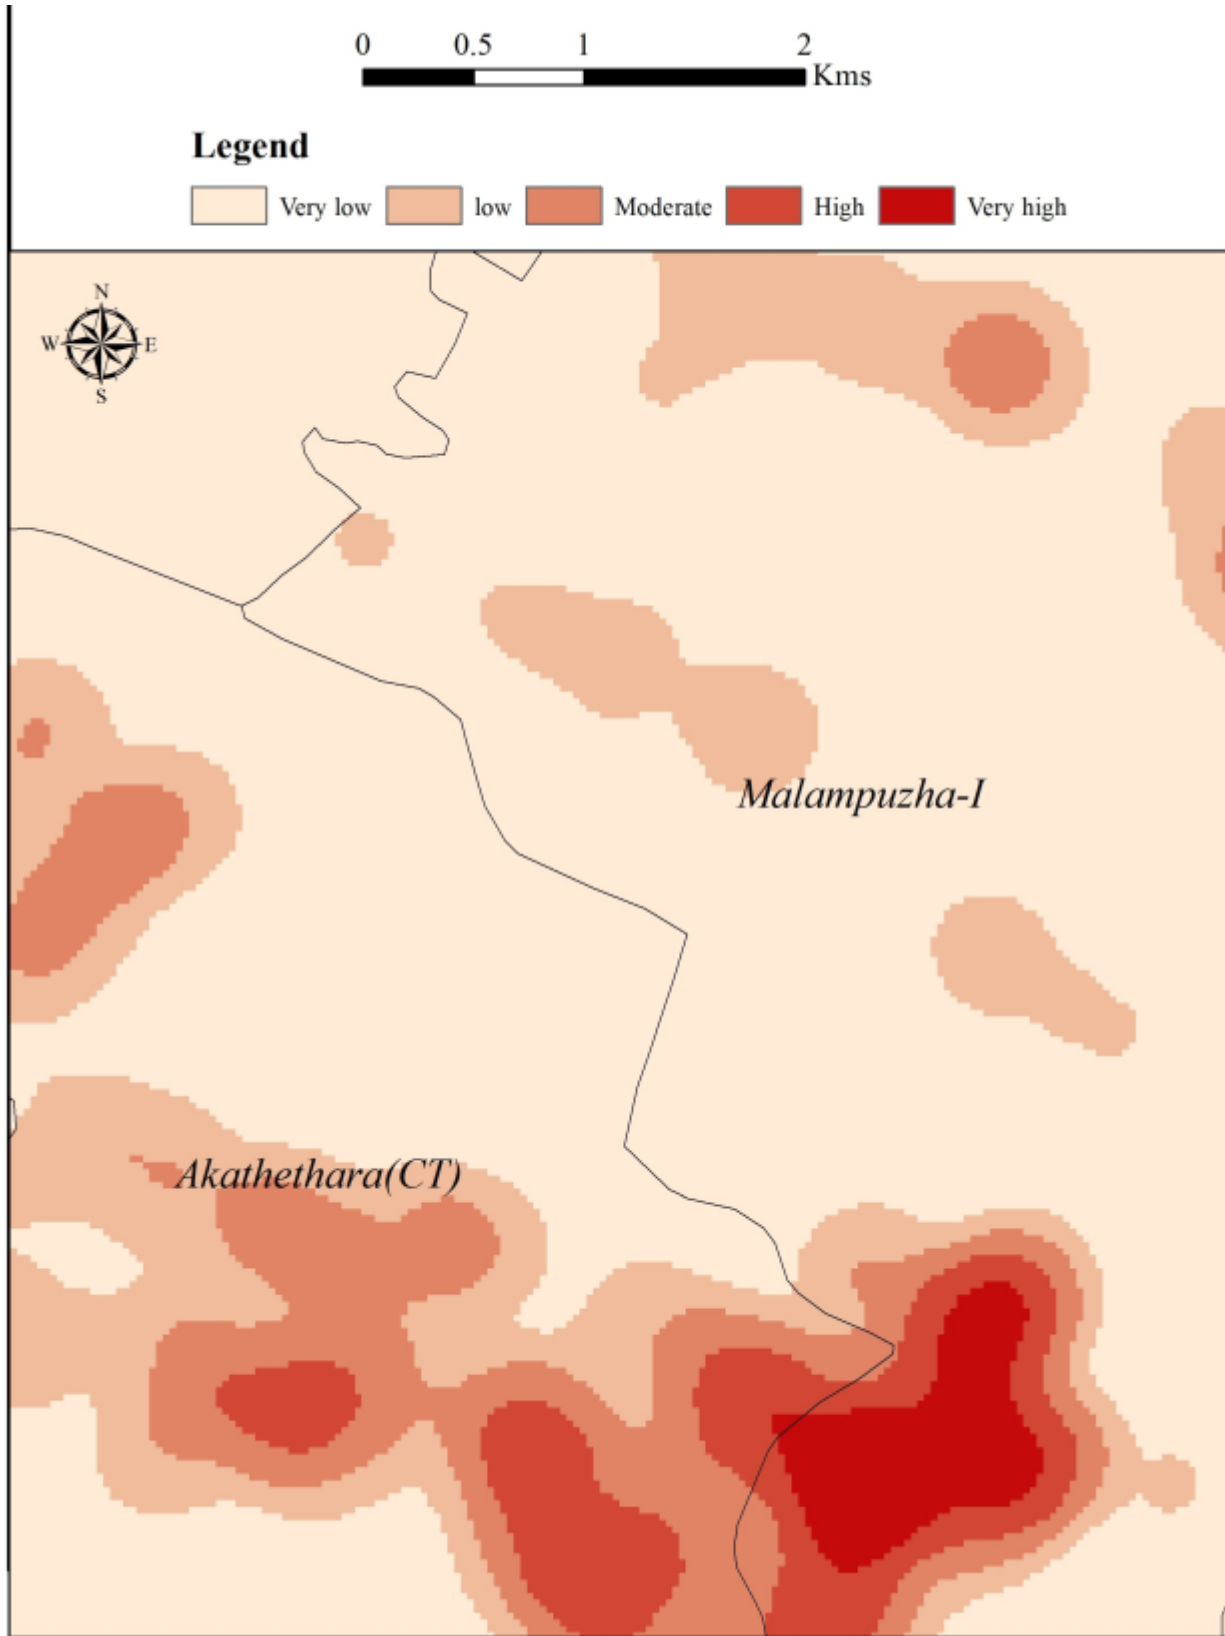 0 0.5 1 2
Kms
Legend
Very low low Moderate High Very high
N
W E
S
Malampuzha-I
Akathethara(CT)